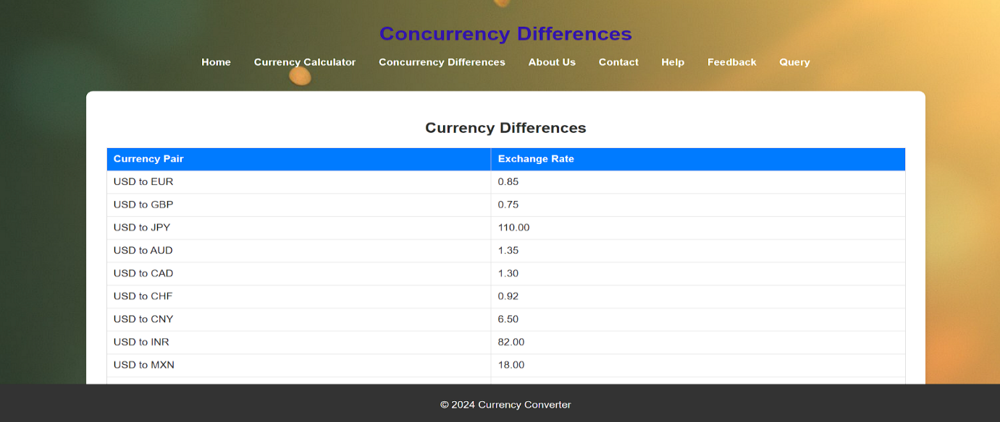 Concurrency Differences
Home Currency Calculator Concurrency Differences About Us Contact Help Feedback Query
Currency Differences
Currency Pair Exchange Rate
USD to EUR 0.85
USD to GBP 0.75
USD to JPY 110.00
USD to AUD 1.35
USD to CAD 1.30
USD to CHF 0.92
USD to CNY 6.50
USD to INR 82.00
USD to MXN 18.00
© 2024 Currency Converter